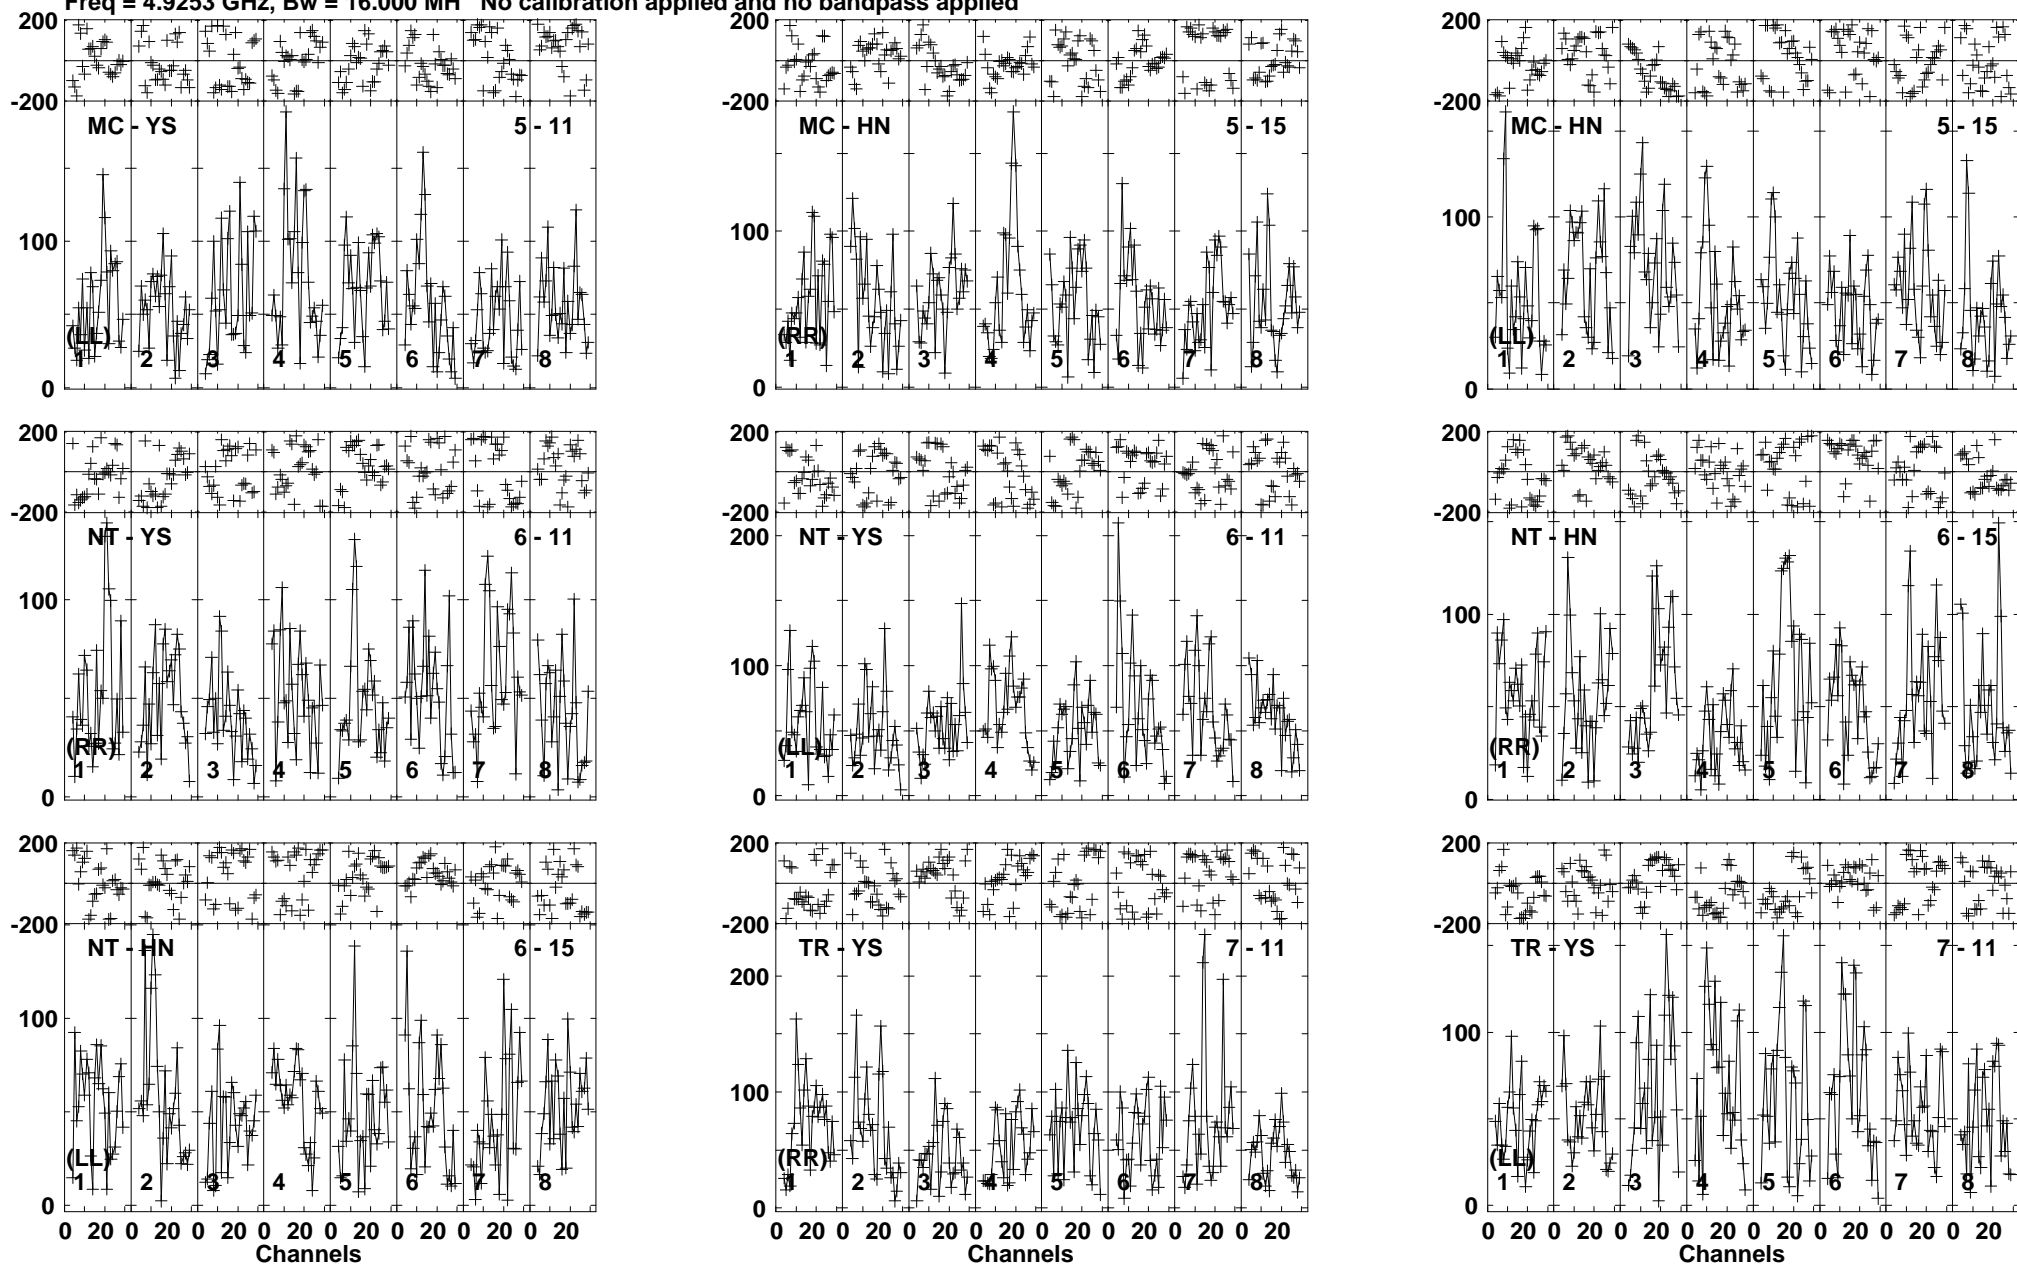 Freq = 4.9253 GHz, Bw = 16.000 MH No calibration applied and no bandpass applied
200 200 200
-200 -200 -200
MC - YS 5 - 11 MC - HN 5 - 15 MC - HN 5 - 15
100 100 100
(LL) (RR) (LL)
1 2 3 4 5 6 7 8 1 2 3 4 5 6 7 8 1 2 3 4 5 6 7 8
0 0 0
200 200 200
-200 -200 -200
NT - YS 6 - 11 NT - YS 6 - 11 NT - HN 6 - 15
200
100 100 100
(RR) (LL) (RR)
1 2 3 4 5 6 7 8 1 2 3 4 5 6 7 8 1 2 3 4 5 6 7 8
0 0 0
200 200 200
-200 -200 -200
NT - HN 6 - 15 TR - YS 7 - 11 TR - YS 7 - 11
200
100 100 100
(LL) (RR) (LL)
1 2 3 4 5 6 7 8 1 2 3 4 5 6 7 8 1 2 3 4 5 6 7 8
0 0 0
0 20 0 20 0 20 0 20 0 20 0 20 0 20 0 20 0 20 0 20 0 20 0 20 0 20 0 20 0 20 0 20 0 20 0 20 0 20 0 20 0 20 0 20 0 20 0 20
Channels Channels Channels